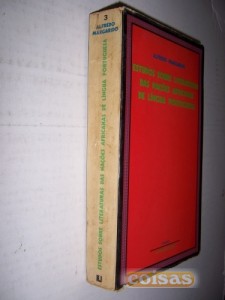 3
ALFREDO
MARGARIDO
ESTUDOS SOBRE LITERATURAS DAS NAÇÕES AFRICANAS DE LÍNGUA PORTUGUESA
ALFREDO MARGARIDO
ESTUDOS SOBRE LITERATURAS
DAS NAÇÕES AFRICANAS
DE LÍNGUA PORTUGUESA
coisas